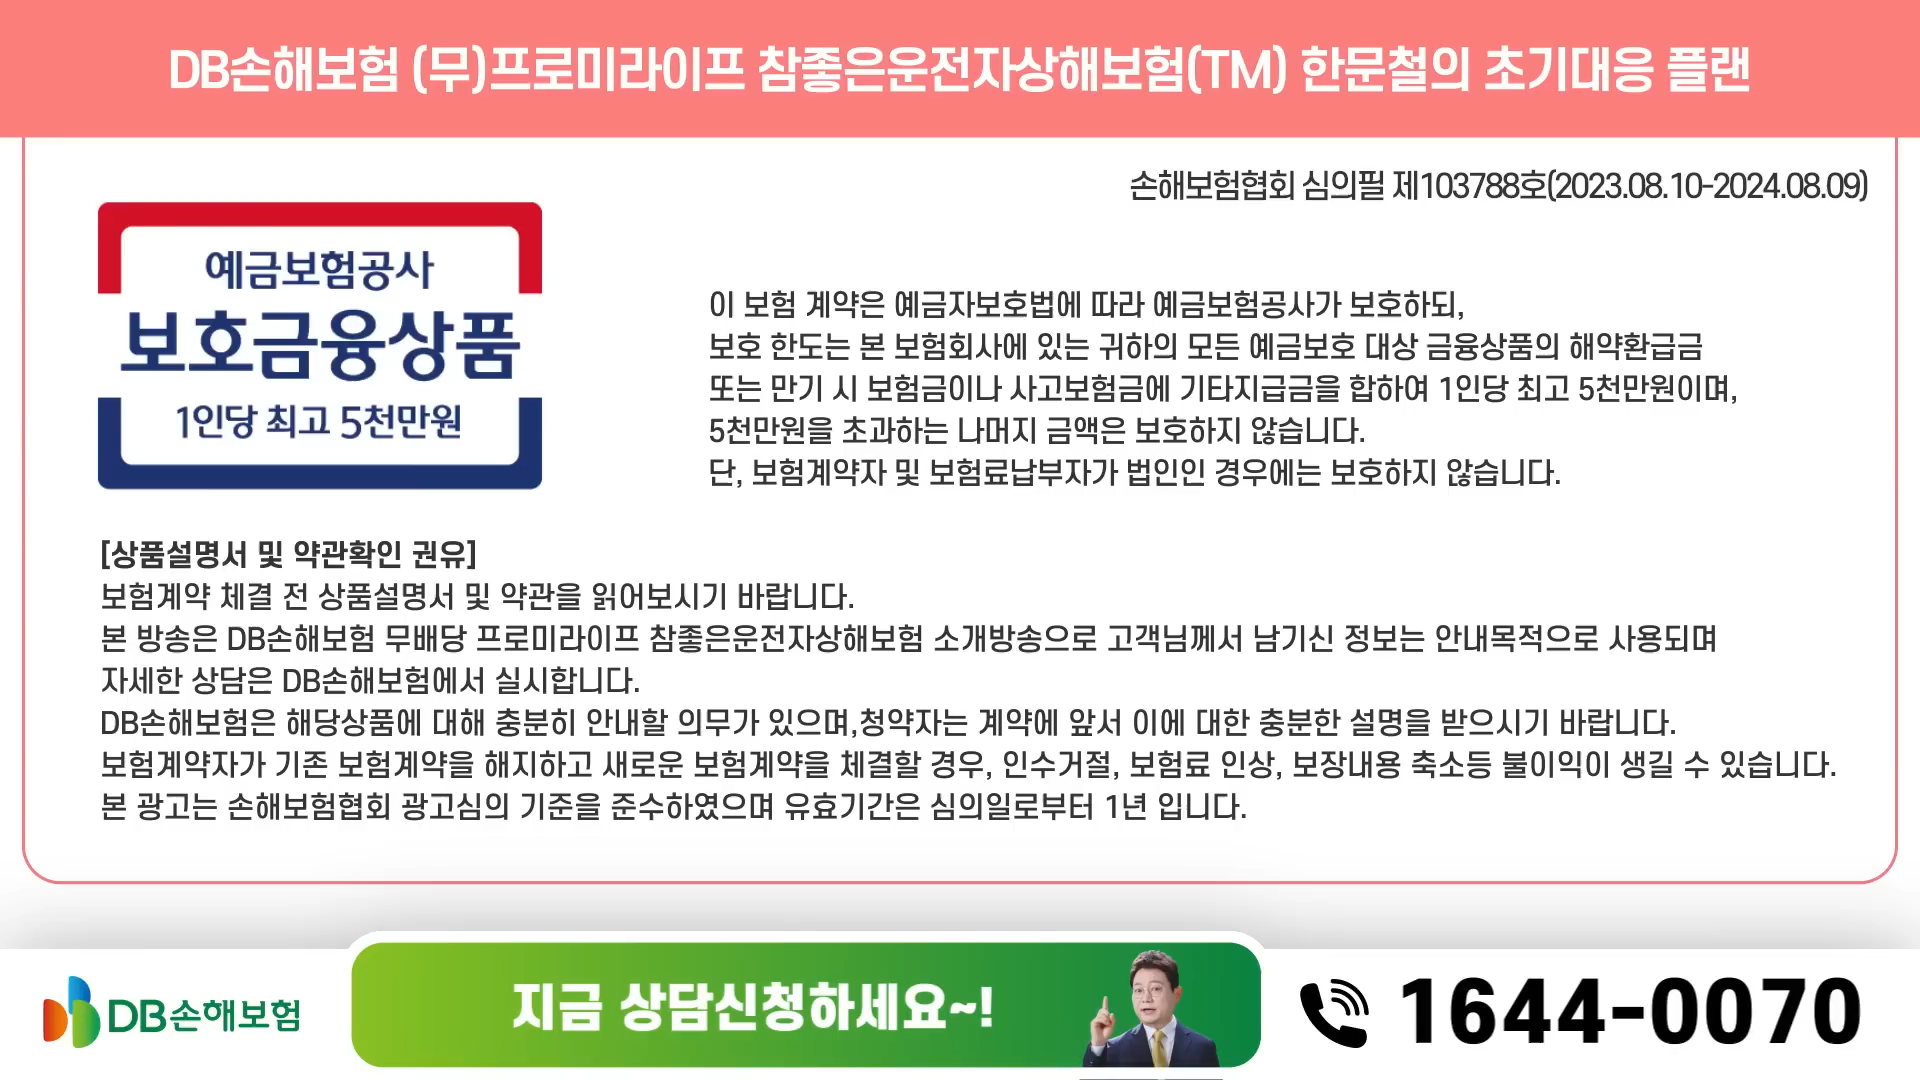 DB손해보험 (무)프로미라이프 참좋은운전자상해보험(TM) 한문철의 초기대응 플랜
손해보험협회 심의필 제103788호(2023.08.10-2024.08.09)
예금보험공사
보호금융상품
1인당 최고 5천만원
이 보험 계약은 예금자보호법에 따라 예금보험공사가 보호하되,
보호 한도는 본 보험회사에 있는 귀하의 모든 예금보호 대상 금융상품의 해약환급금
또는 만기 시 보험금이나 사고보험금에 기타지급금을 합하여 1인당 최고 5천만원이며,
5천만원을 초과하는 나머지 금액은 보호하지 않습니다.
단, 보험계약자 및 보험료납부자가 법인인 경우에는 보호하지 않습니다.
[상품설명서 및 약관확인 권유]
보험계약 체결 전 상품설명서 및 약관을 읽어보시기 바랍니다.
본 방송은 DB손해보험 무배당 프로미라이프 참좋은운전자상해보험 소개방송으로 고객님께서 남기신 정보는 안내목적으로 사용되며
자세한 상담은 DB손해보험에서 실시합니다.
DB손해보험은 해당상품에 대해 충분히 안내할 의무가 있으며,청약자는 계약에 앞서 이에 대한 충분한 설명을 받으시기 바랍니다.
보험계약자가 기존 보험계약을 해지하고 새로운 보험계약을 체결할 경우, 인수거절, 보험료 인상, 보장내용 축소등 불이익이 생길 수 있습니다.
본 광고는 손해보험협회 광고심의 기준을 준수하였으며 유효기간은 심의일로부터 1년 입니다.
DB손해보험
지금 상담신청하세요~!
1644-0070